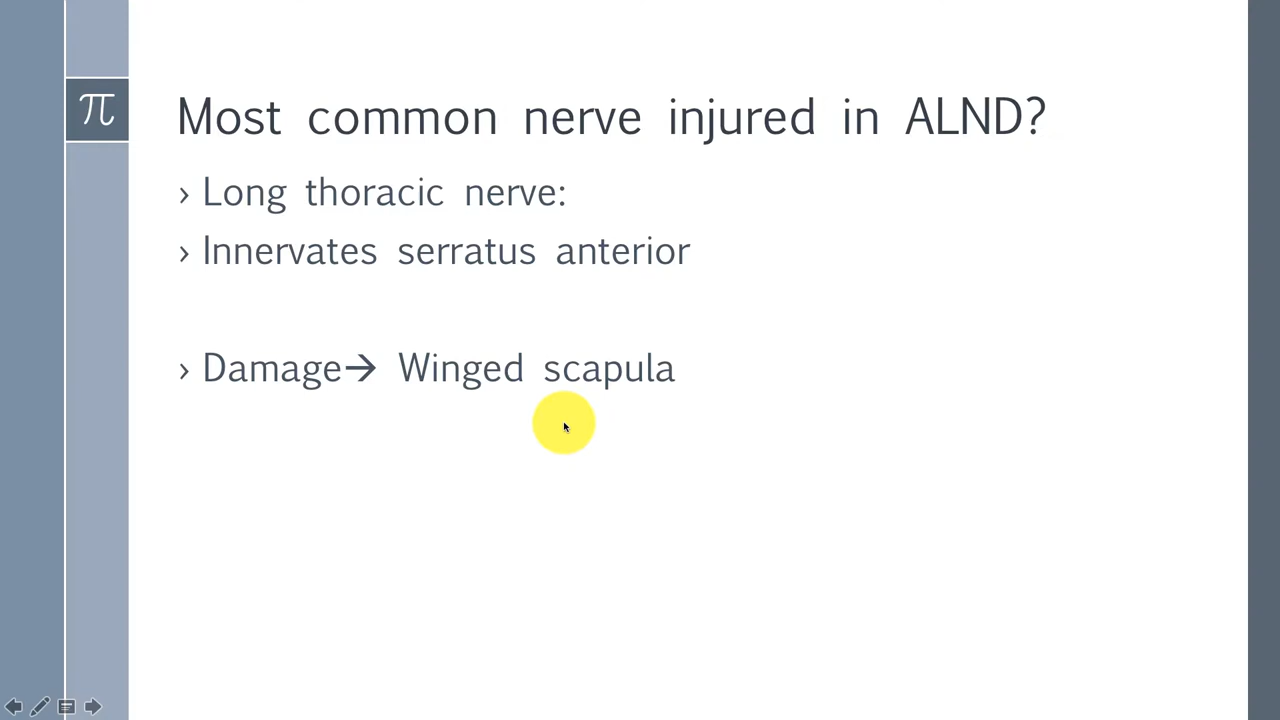 π
Most common nerve injured in ALND?
› Long thoracic nerve:
› Innervates serratus anterior
› Damage→ Winged scapula